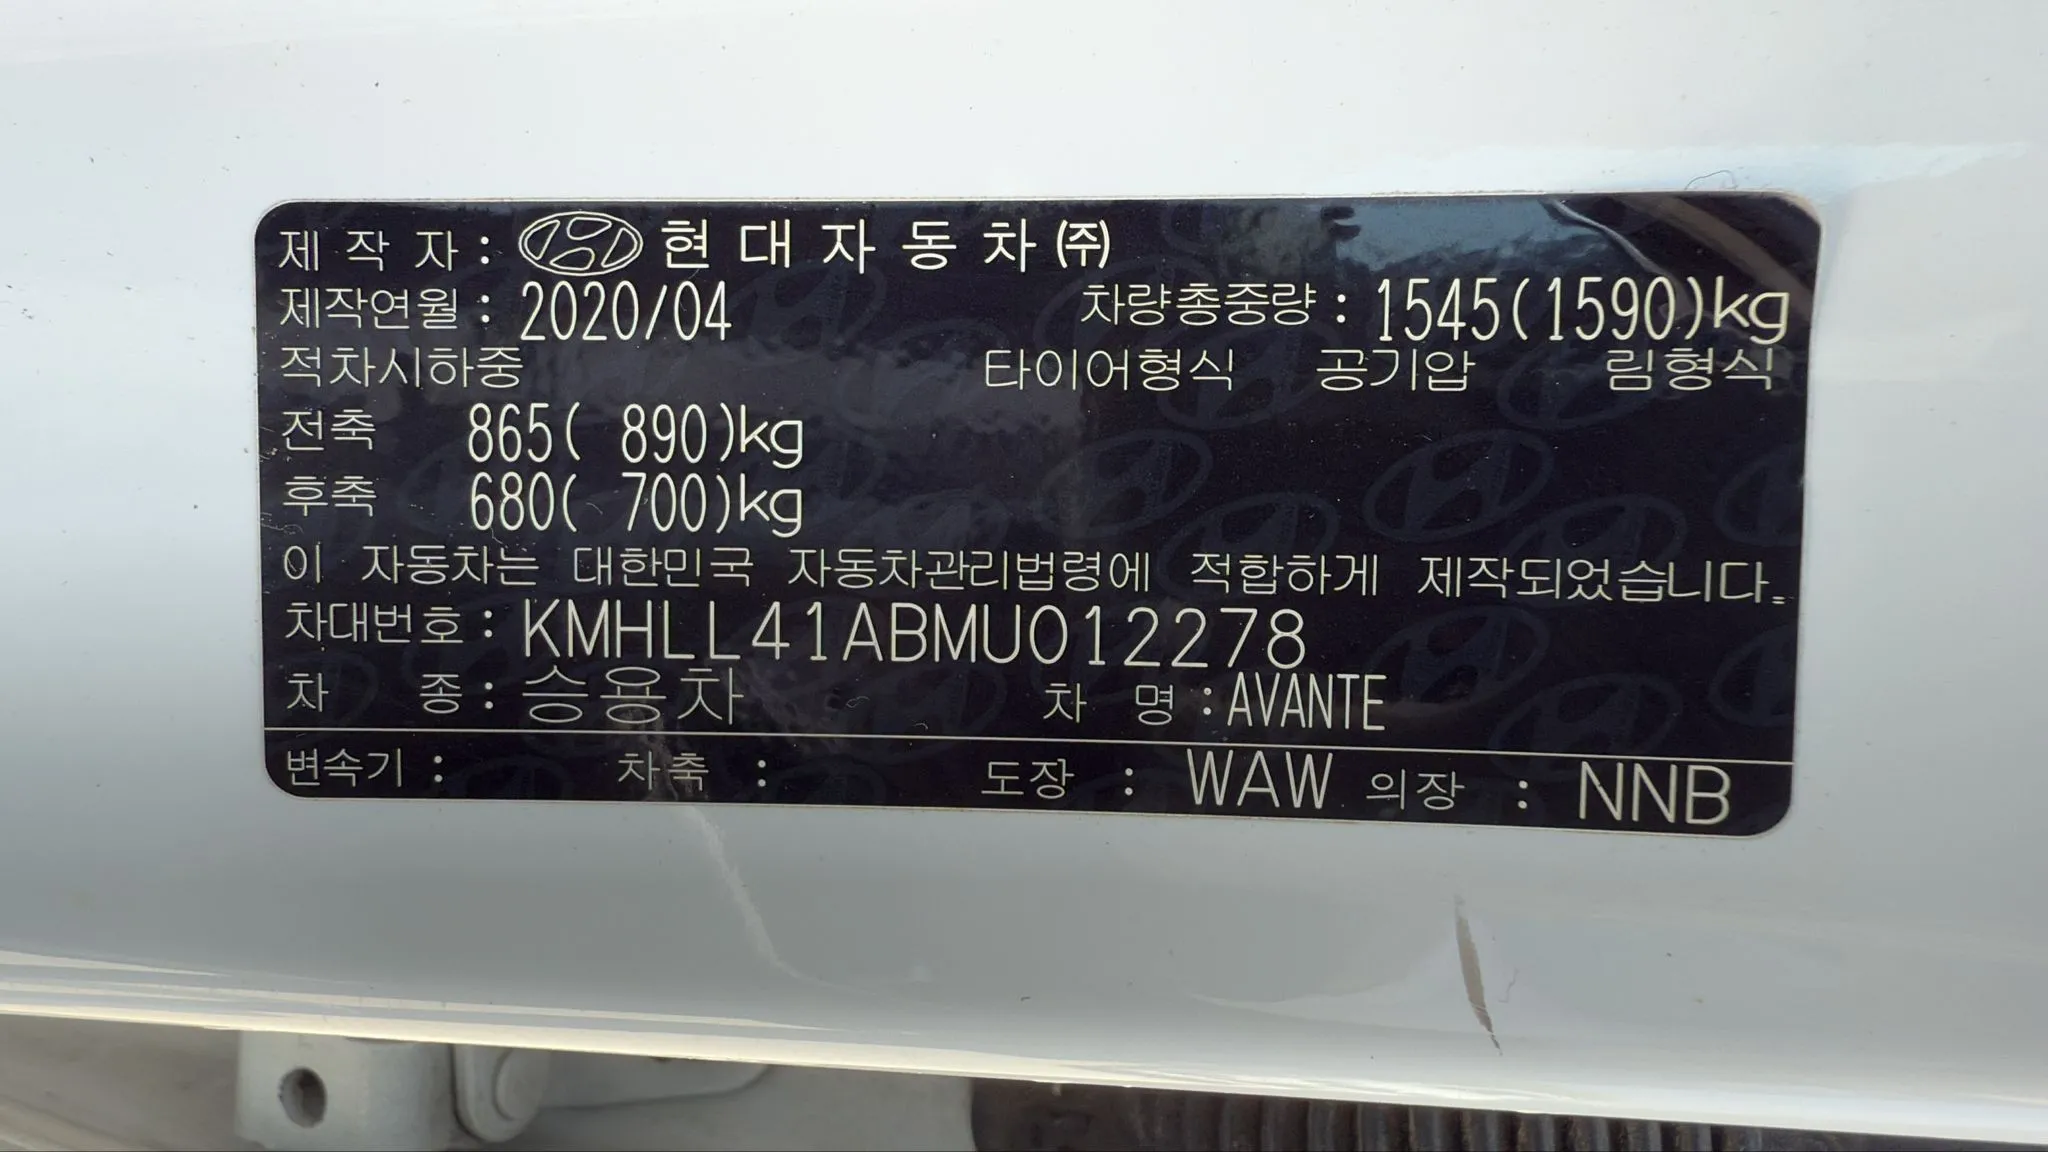 제 작 자 : 현 대 자 동 차 ㈜
제작연월 : 2020/04 차량총중량 : 1545(1590)kg
적차시하중 타이어형식 공기압 림형식
전축 865( 890)kg
후축 680( 700)kg
이 자동차는 대한민국 자동차관리법령에 적합하게 제작되었습니다.
차대번호 : KMHLL41ABMU012278
차 종 : 승용차 차 명 : AVANTE
변속기 : 차축 : 도장 : WAW 의장 : NNB